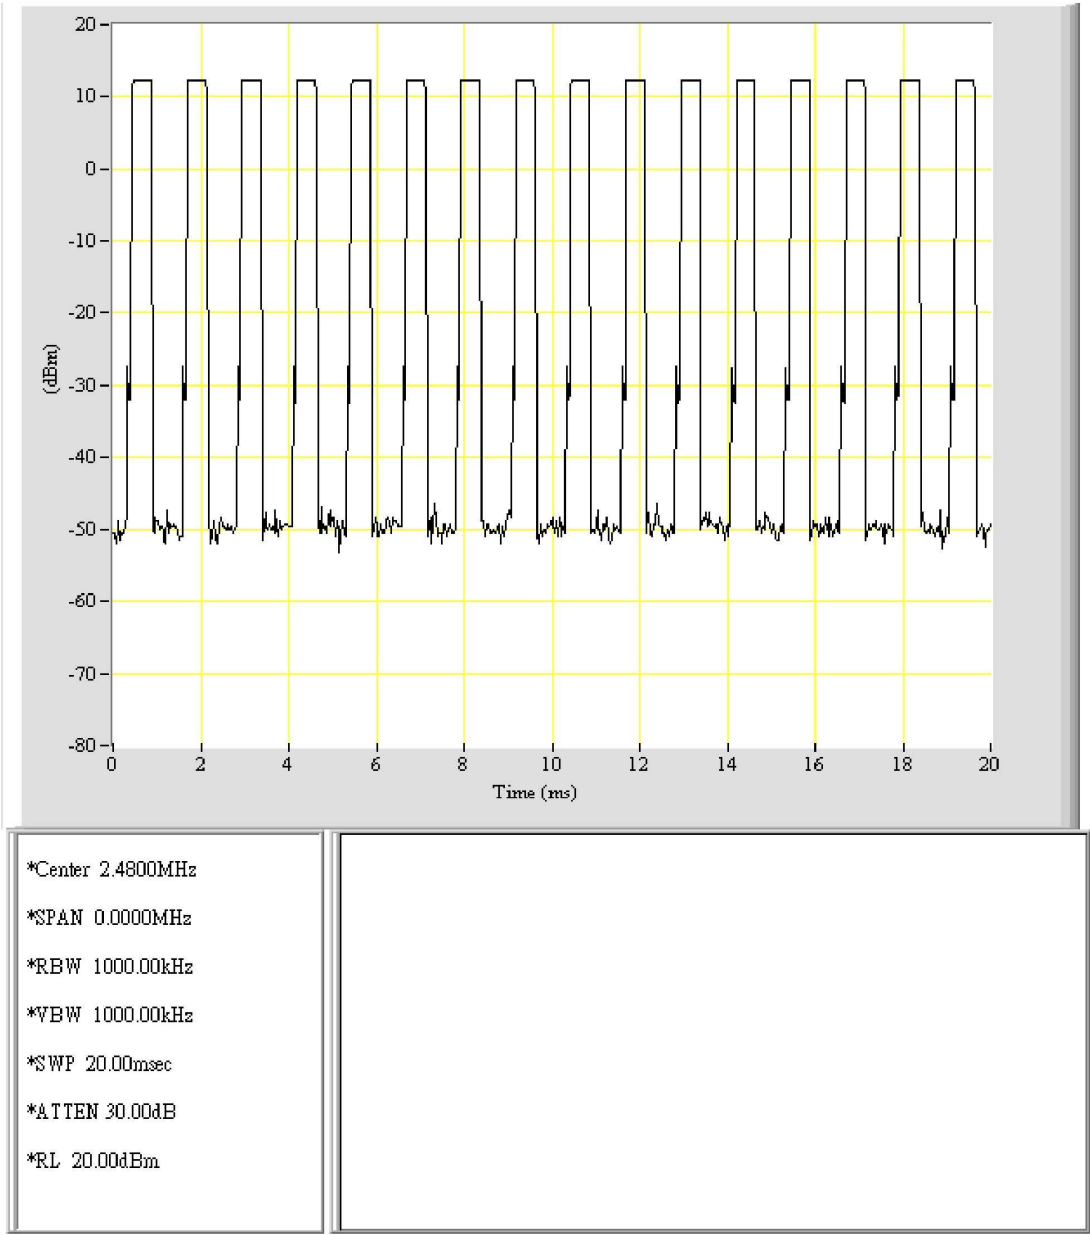 20
10
0
-10
-20
-30
-40
-50
-60
-70
-80
(dBm)
0 2 4 6 8 10 12 14 16 18 20
Time (ms)
*Center 2.4800MHz
*SPAN 0.0000MHz
*RBW 1000.00kHz
*VBW 1000.00kHz
*SWP 20.00msec
*ATTEN 30.00dB
*RL 20.00dBm